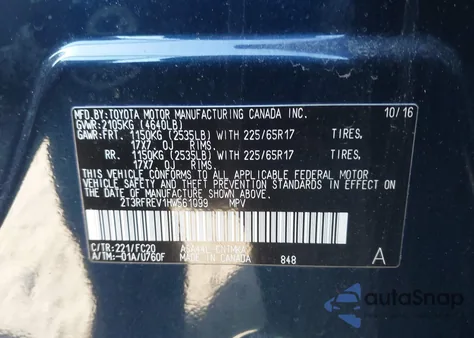 MFD.BY:TOYOTA MOTOR MANUFACTURING CANADA INC. 10/16
GVWR:2105KG (4640LB)
GAWR:FRT. 1150KG (2535LB) WITH 225/65R17 TIRES,
17X7.0J RIMS,
RR. 1150KG (2535LB) WITH 225/65R17 TIRES,
17X7.0J RIMS,
THIS VEHICLE CONFORMS TO ALL APPLICABLE FEDERAL MOTOR
VEHICLE SAFETY AND THEFT PREVENTION STANDARDS IN EFFECT
ON THE DATE OF MANUFACTURE SHOWN ABOVE.
2T3RFREV1HW561099 MPV
C/TR:221/FC20
A/TM:-01A/U760F
MADE IN CANADA 848 A
autoSnap